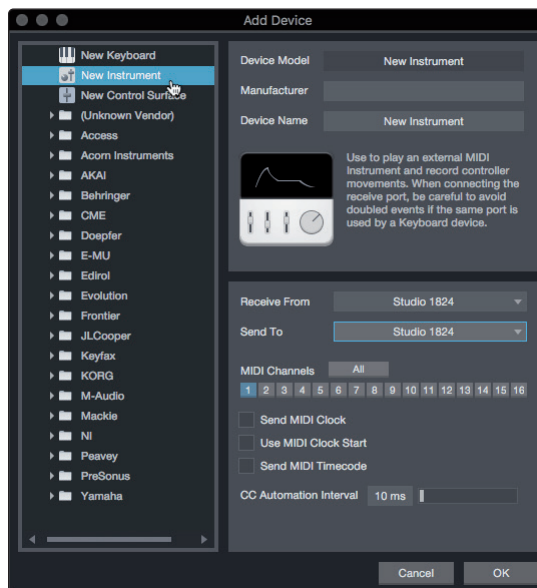 Add Device
New Keyboard
New Instrument
New Control Surface
(Unknown Vendor)
Access
Acorn Instruments
AKAI
Behringer
CME
Doepfer
E-MU
Edirol
Evolution
Frontier
JLCooper
Keyfax
KORG
M-Audio
Mackie
NI
Peavey
PreSonus
Yamaha
Device Model New Instrument
Manufacturer
Device Name New Instrument
Use to play an external MIDI
Instrument and record controller
movements. When connecting the
receive port, be careful to avoid
doubled events if the same port is
used by a Keyboard device.
Receive From Studio 1824
Send To Studio 1824
MIDI Channels All
1 2 3 4 5 6 7 8 9 10 11 12 13 14 15 16
Send MIDI Clock
Use MIDI Clock Start
Send MIDI Timecode
CC Automation Interval 10 ms
Cancel OK